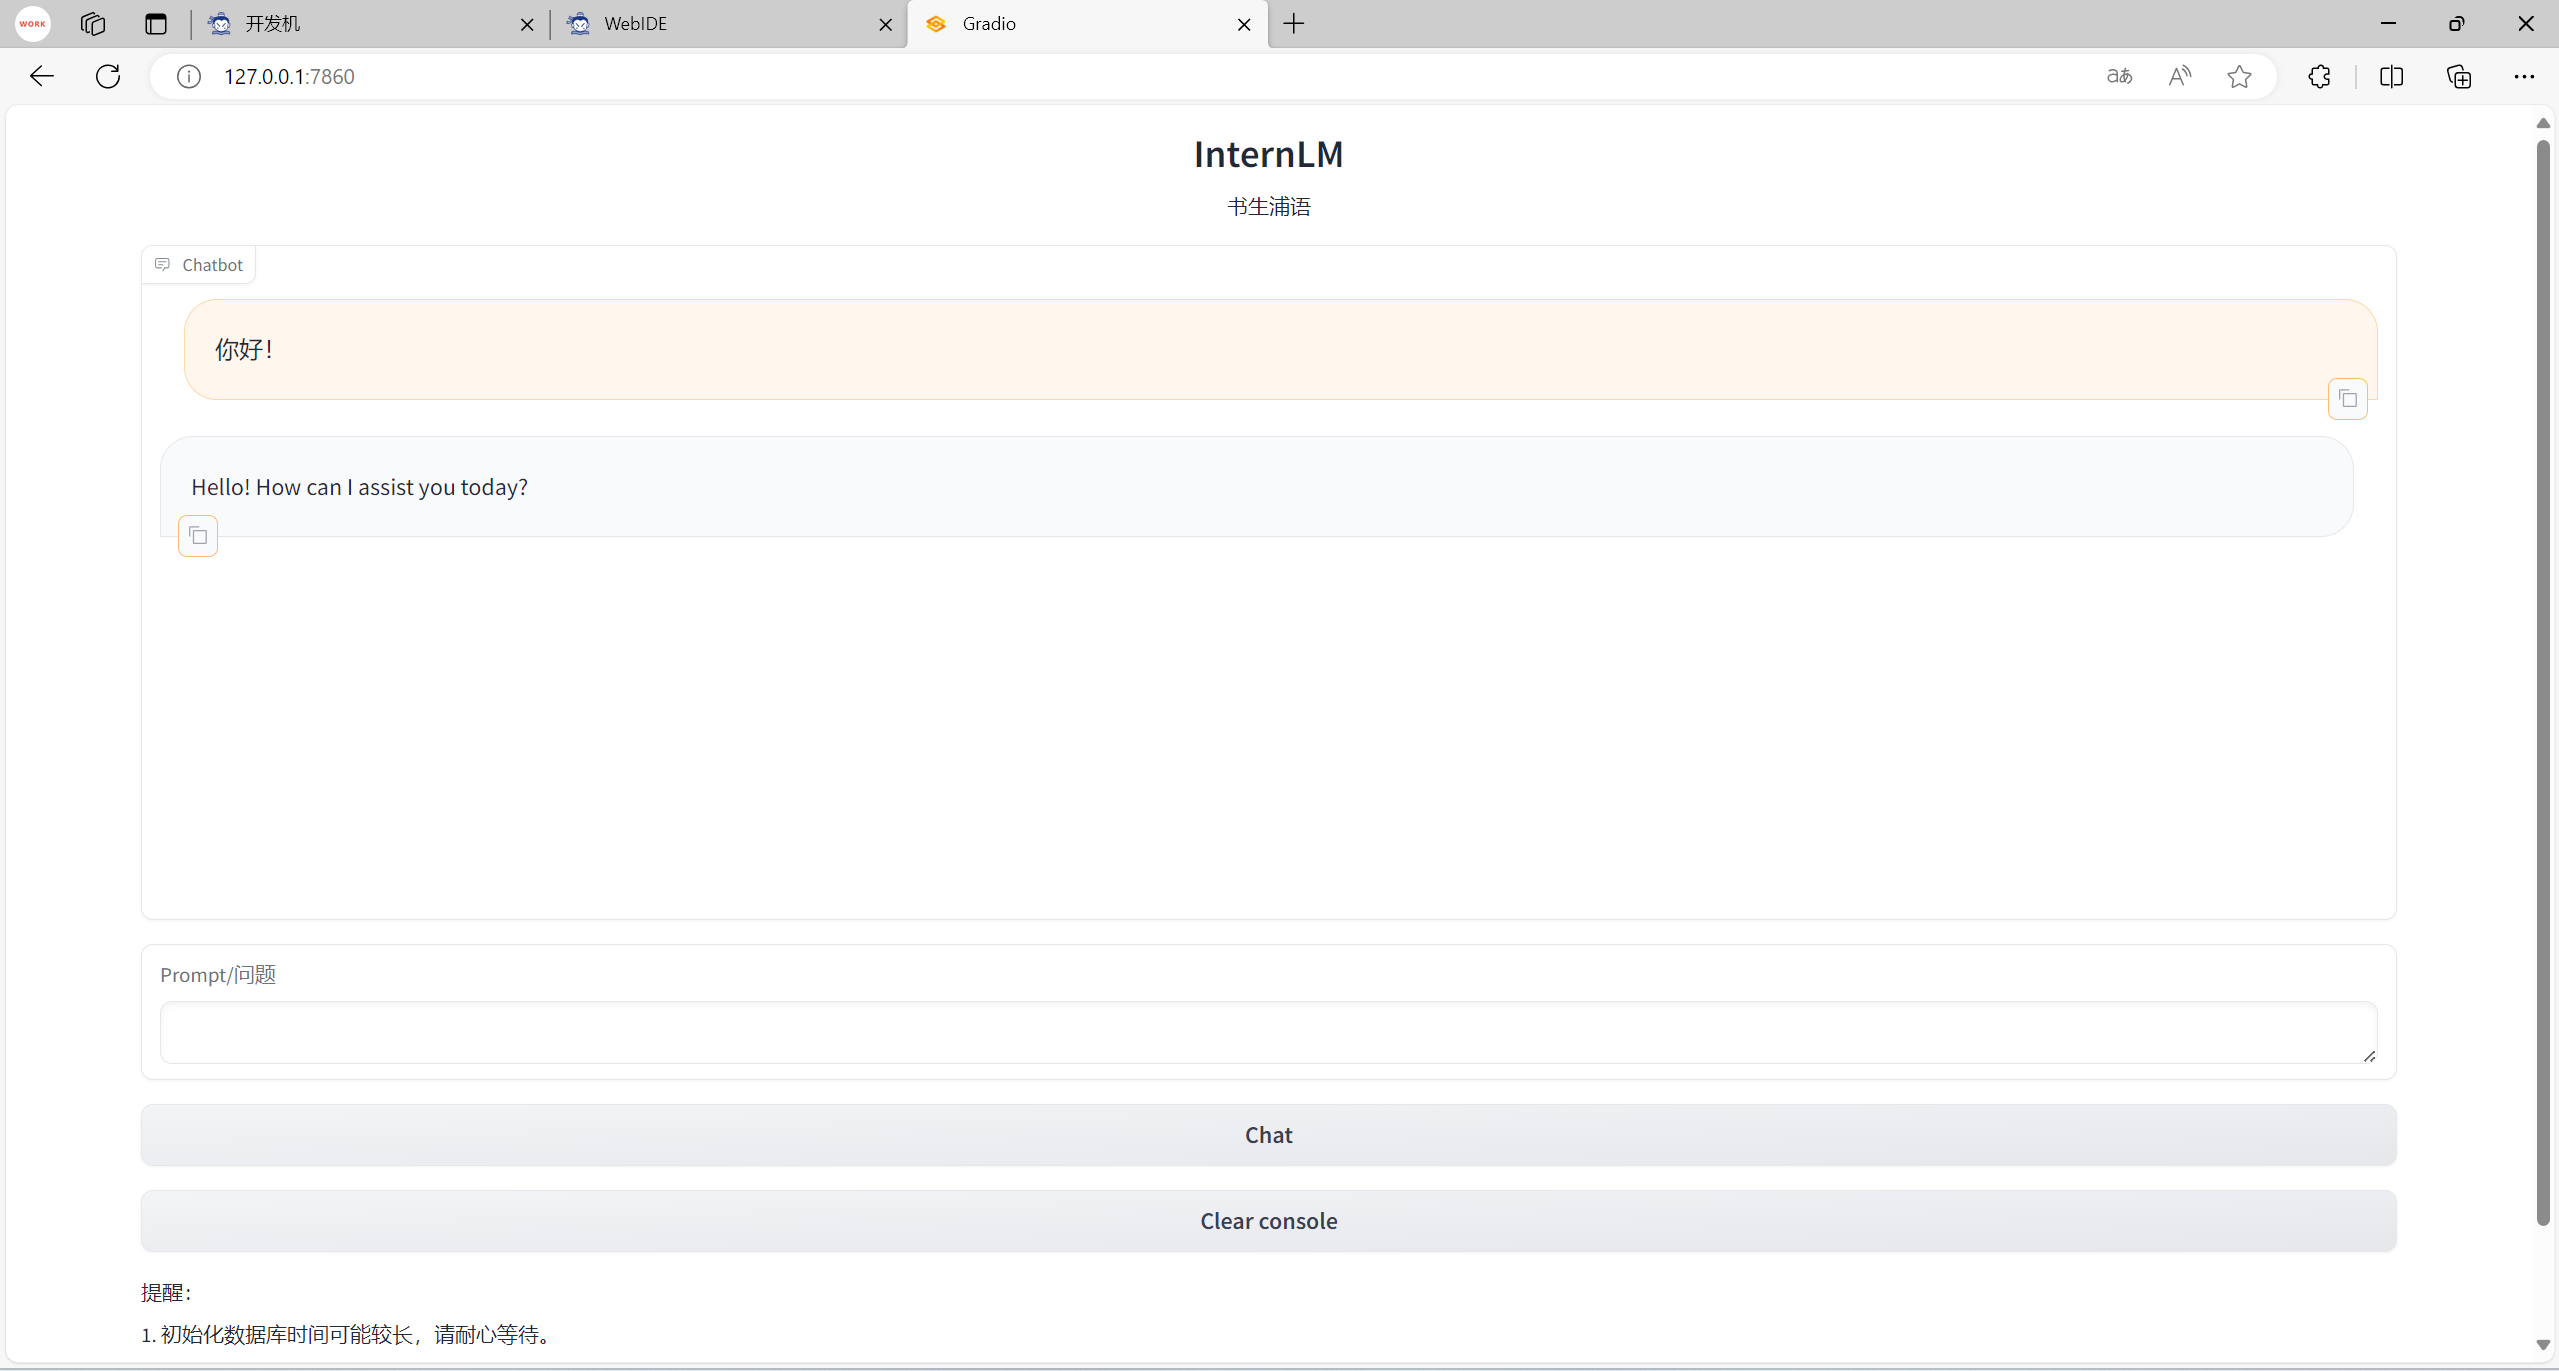 WORK
开发机
WebIDE
Gradio
127.0.0.1:7860
InternLM
书生浦语
Chatbot
你好！
Hello! How can I assist you today?
Prompt/问题
Chat
Clear console
提醒：
1. 初始化数据库时间可能较长，请耐心等待。